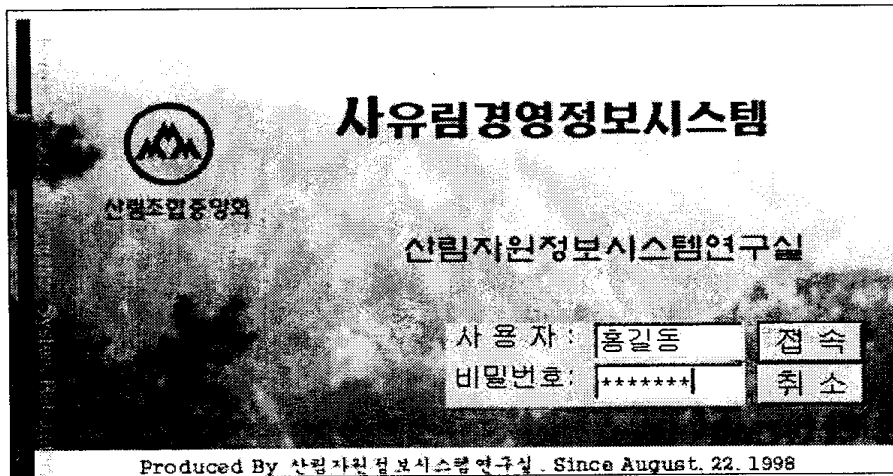 사유림경영정보시스템
산림조합중앙회
산림자원정보시스템연구실
사 용 자 : 홍길동 접 속
비밀번호: ******* 취 소
Produced By 산림자원정보시스템연구실 . Since August. 22. 1998